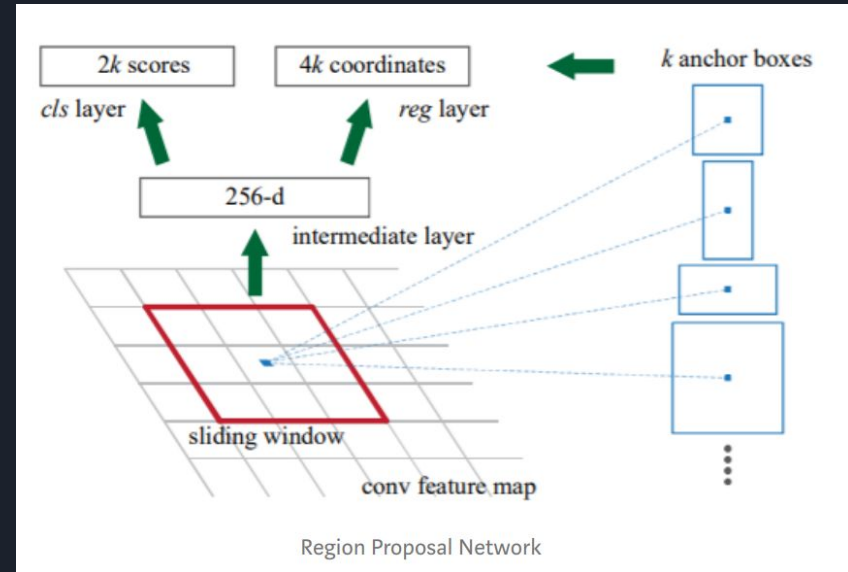 2k scores
4k coordinates
k anchor boxes
cls layer
reg layer
256-d
intermediate layer
sliding window
conv feature map
Region Proposal Network